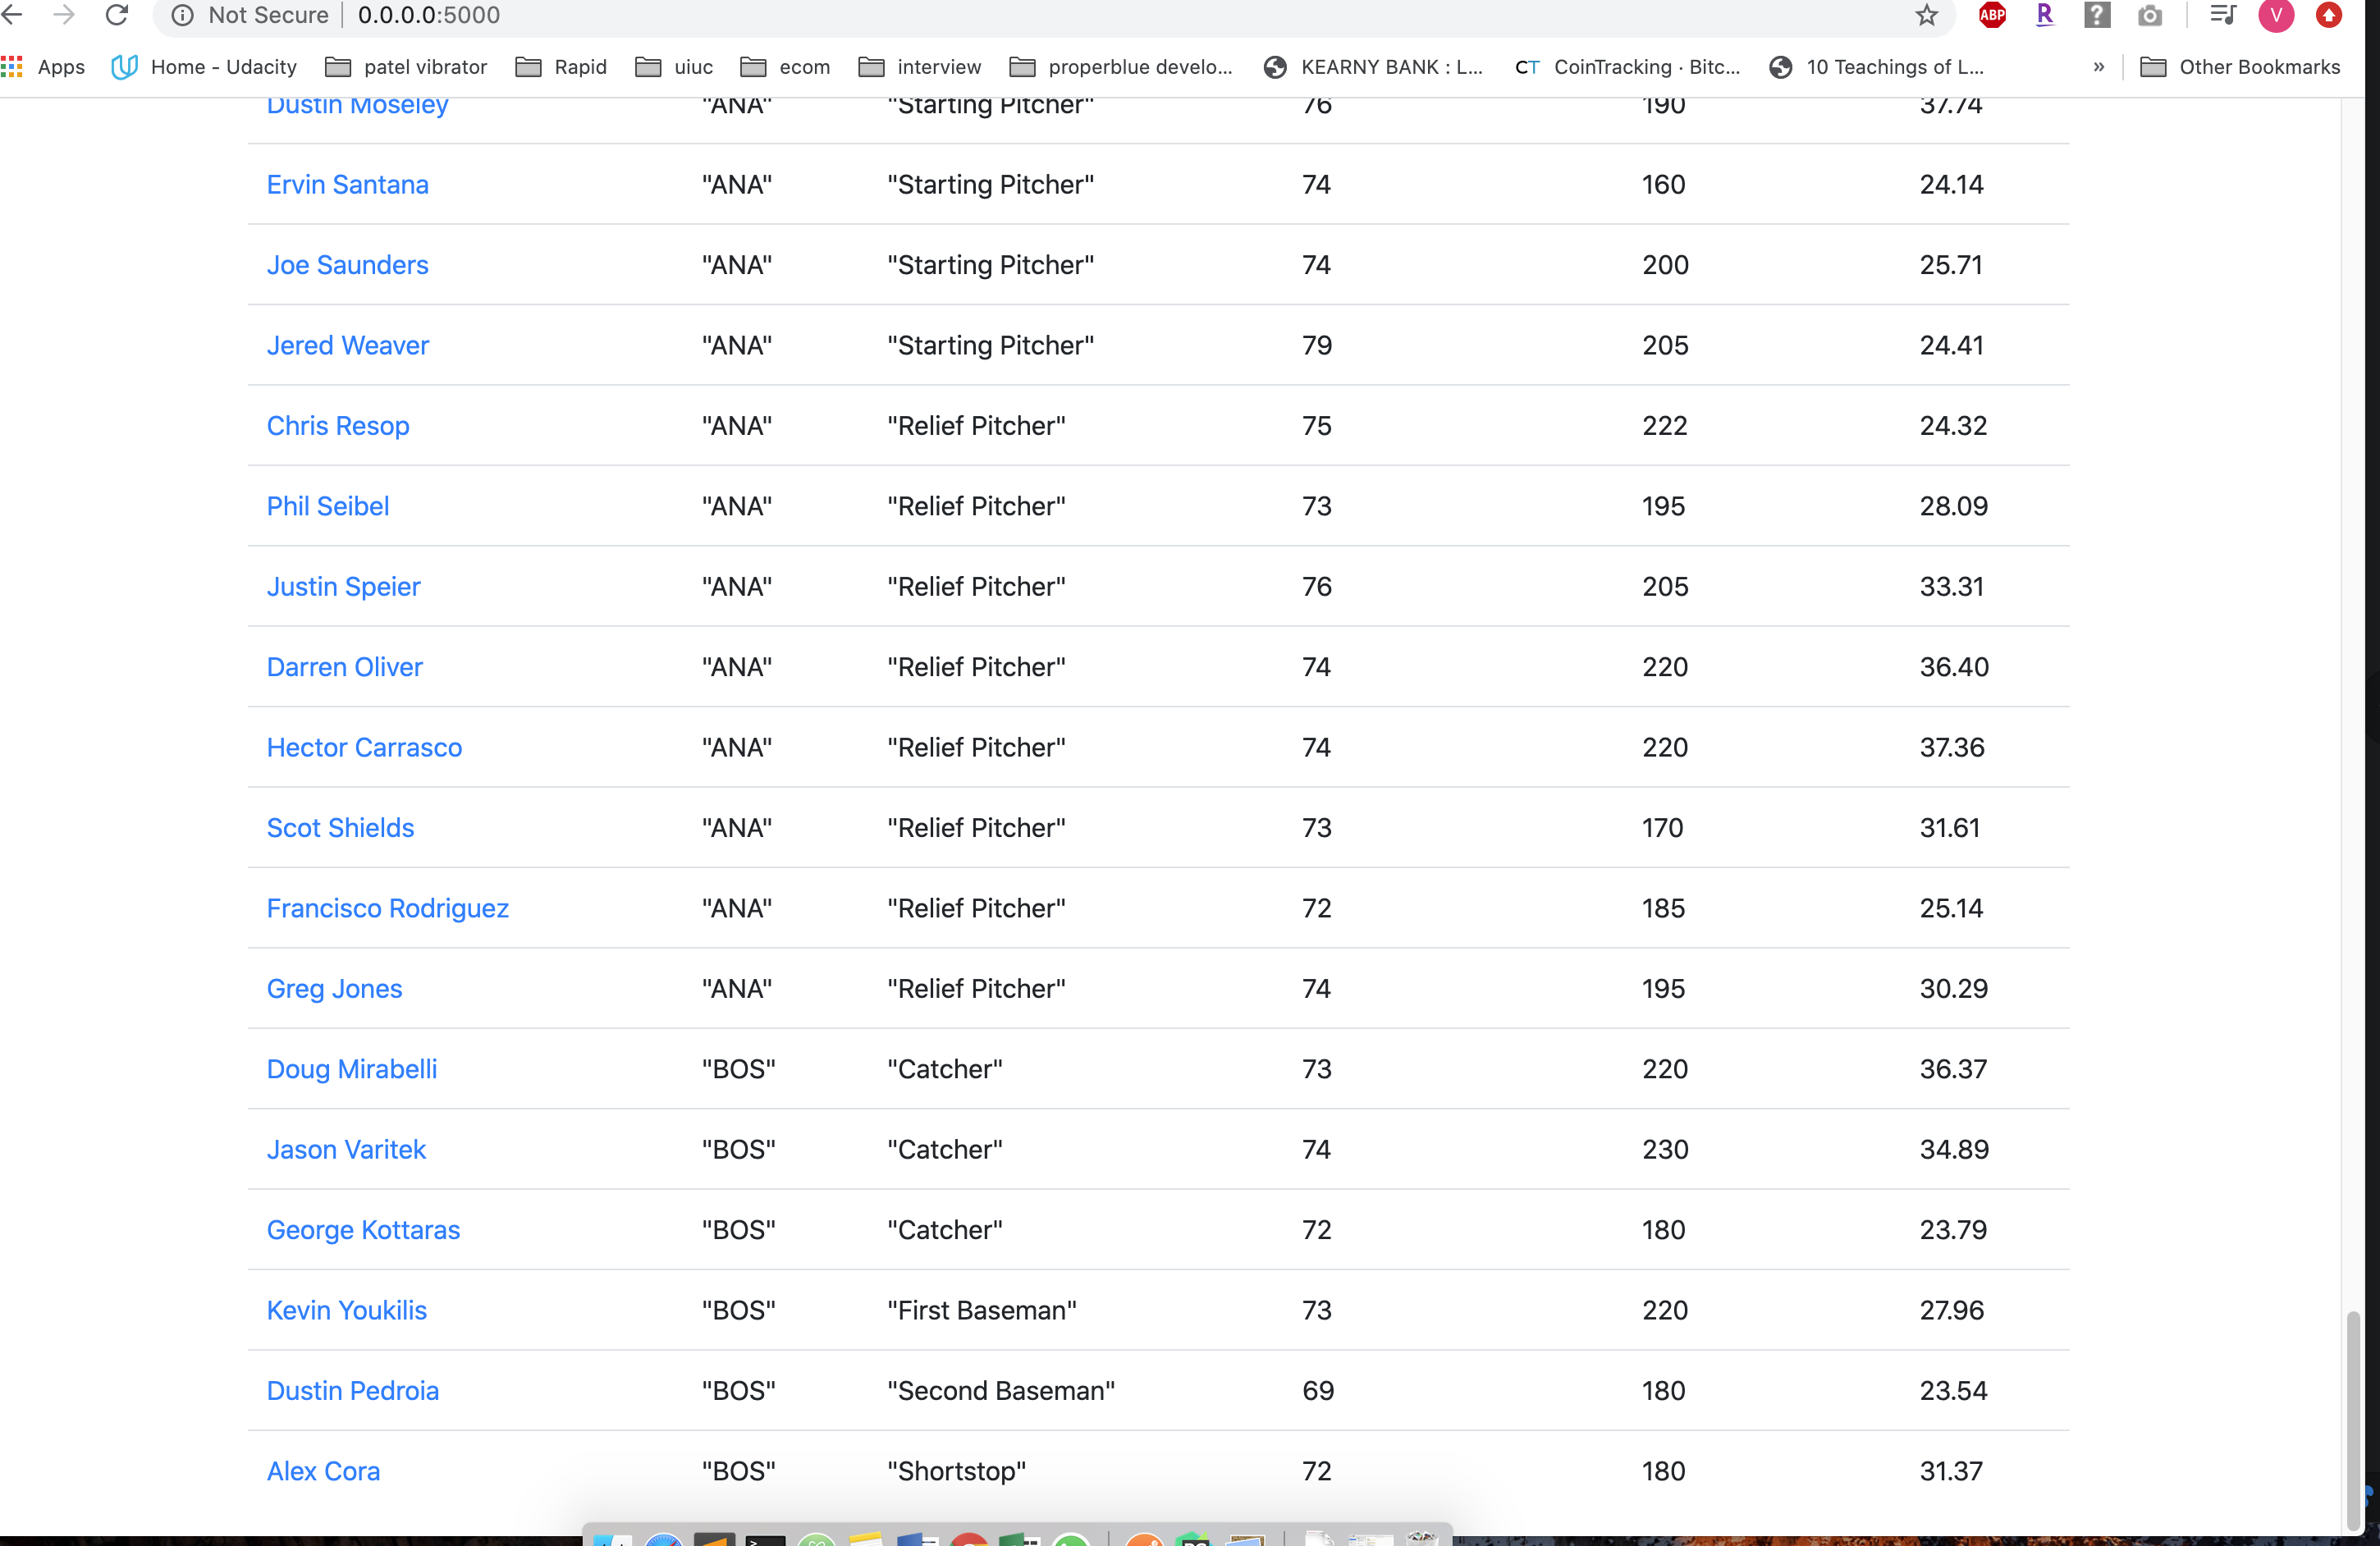 Not Secure | 0.0.0.0:5000 ABP R ? V
Apps Home - Udacity patel vibrator Rapid uiuc ecom interview properblue develo... KEARNY BANK : L... CT CoinTracking · Bitc... 10 Teachings of L... » Other Bookmarks
Dustin Moseley "ANA" "Starting Pitcher" 76 190 37.74
Ervin Santana "ANA" "Starting Pitcher" 74 160 24.14
Joe Saunders "ANA" "Starting Pitcher" 74 200 25.71
Jered Weaver "ANA" "Starting Pitcher" 79 205 24.41
Chris Resop "ANA" "Relief Pitcher" 75 222 24.32
Phil Seibel "ANA" "Relief Pitcher" 73 195 28.09
Justin Speier "ANA" "Relief Pitcher" 76 205 33.31
Darren Oliver "ANA" "Relief Pitcher" 74 220 36.40
Hector Carrasco "ANA" "Relief Pitcher" 74 220 37.36
Scot Shields "ANA" "Relief Pitcher" 73 170 31.61
Francisco Rodriguez "ANA" "Relief Pitcher" 72 185 25.14
Greg Jones "ANA" "Relief Pitcher" 74 195 30.29
Doug Mirabelli "BOS" "Catcher" 73 220 36.37
Jason Varitek "BOS" "Catcher" 74 230 34.89
George Kottaras "BOS" "Catcher" 72 180 23.79
Kevin Youkilis "BOS" "First Baseman" 73 220 27.96
Dustin Pedroia "BOS" "Second Baseman" 69 180 23.54
Alex Cora "BOS" "Shortstop" 72 180 31.37